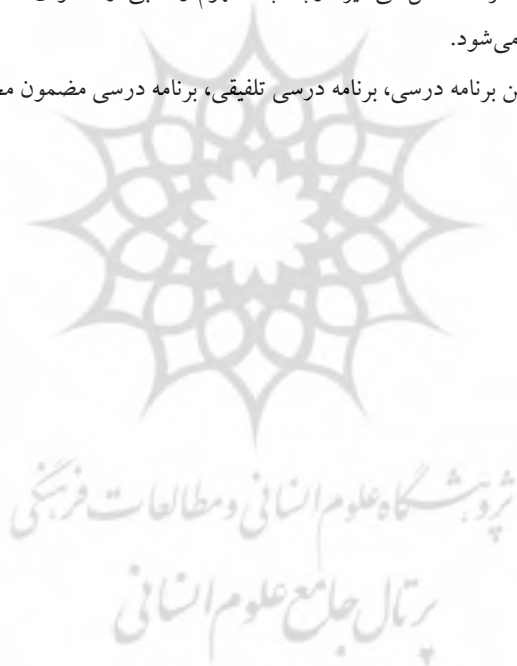 می‌شود.
ن برنامه درسی، برنامه درسی تلفیقی، برنامه درسی مضمون
پژوهشگاه علوم انسانی و مطالعات فرهنگی
پرتال جامع علوم انسانی